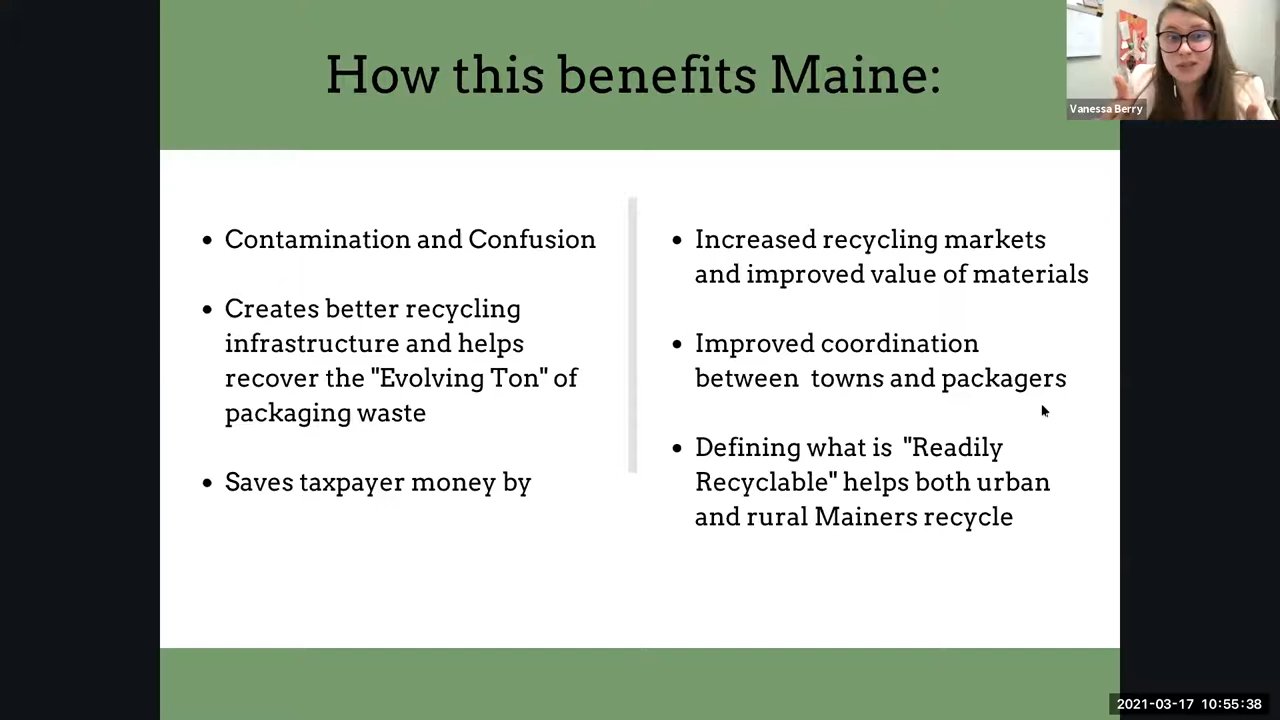 How this benefits Maine:
Vanessa Berry
Contamination and Confusion
Creates better recycling
infrastructure and helps
recover the "Evolving Ton" of
packaging waste
Saves taxpayer money by
Increased recycling markets
and improved value of materials
Improved coordination
between  towns and packagers
Defining what is  "Readily
Recyclable" helps both urban
and rural Mainers recycle
2021-03-17 10:55:38